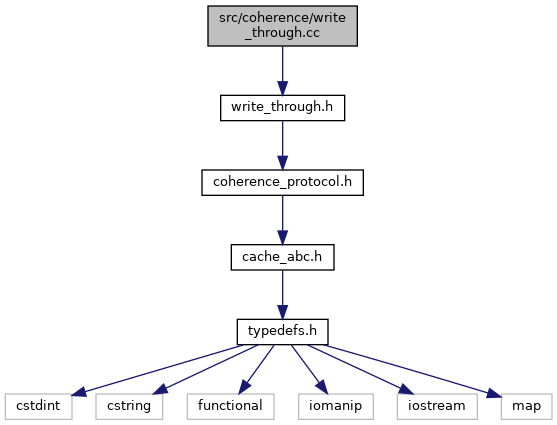 src/coherence/write
_through.cc
write_through.h
coherence_protocol.h
cache_abc.h
typedefs.h
cstdint
cstring
functional
iomanip
iostream
map